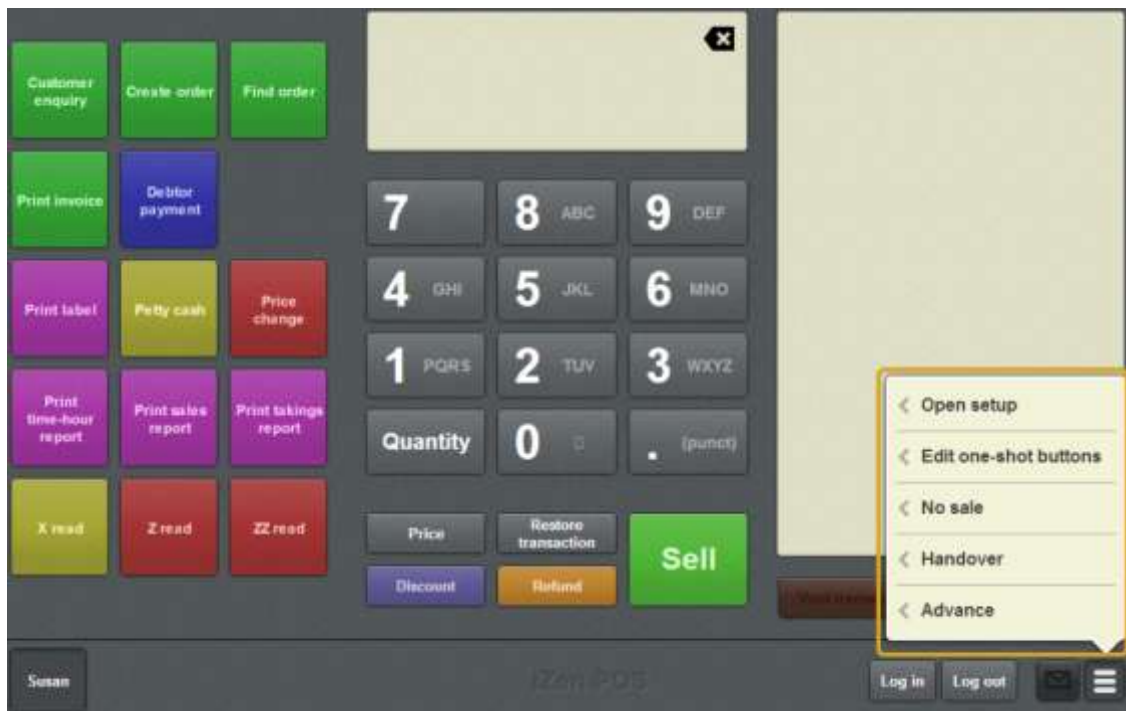 Customer
enquiry
Create order
Find order
Print invoice
Debtor
payment
Print label
Petty cash
Price
change
Print
time-hour
report
Print sales
report
Print takings
report
X read
Z read
ZZ read
7
8 ABC
9 DEF
4 GHI
5 JKL
6 MNO
1 PQRS
2 TUV
3 WXYZ
Quantity
0
. (punct)
Price
Restore
transaction
Discount
Refund
Sell
Open setup
Edit one-shot buttons
No sale
Handover
Advance
Susan
Log in
Log out